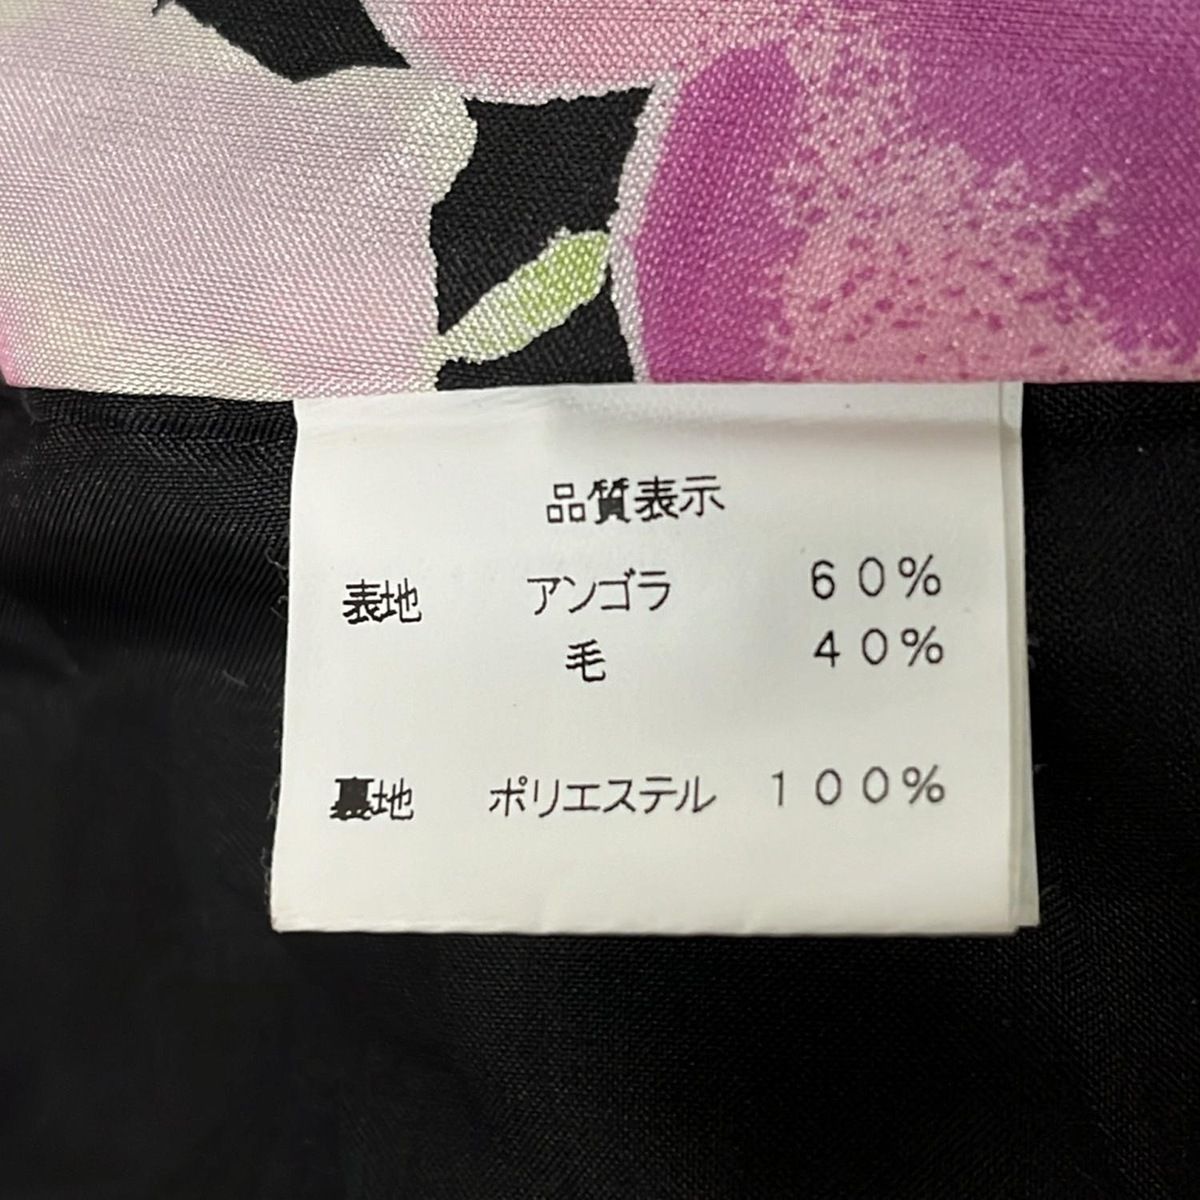 品質表示
表地 アンゴラ 60%
毛 40%
裏地 ポリエステル 100%